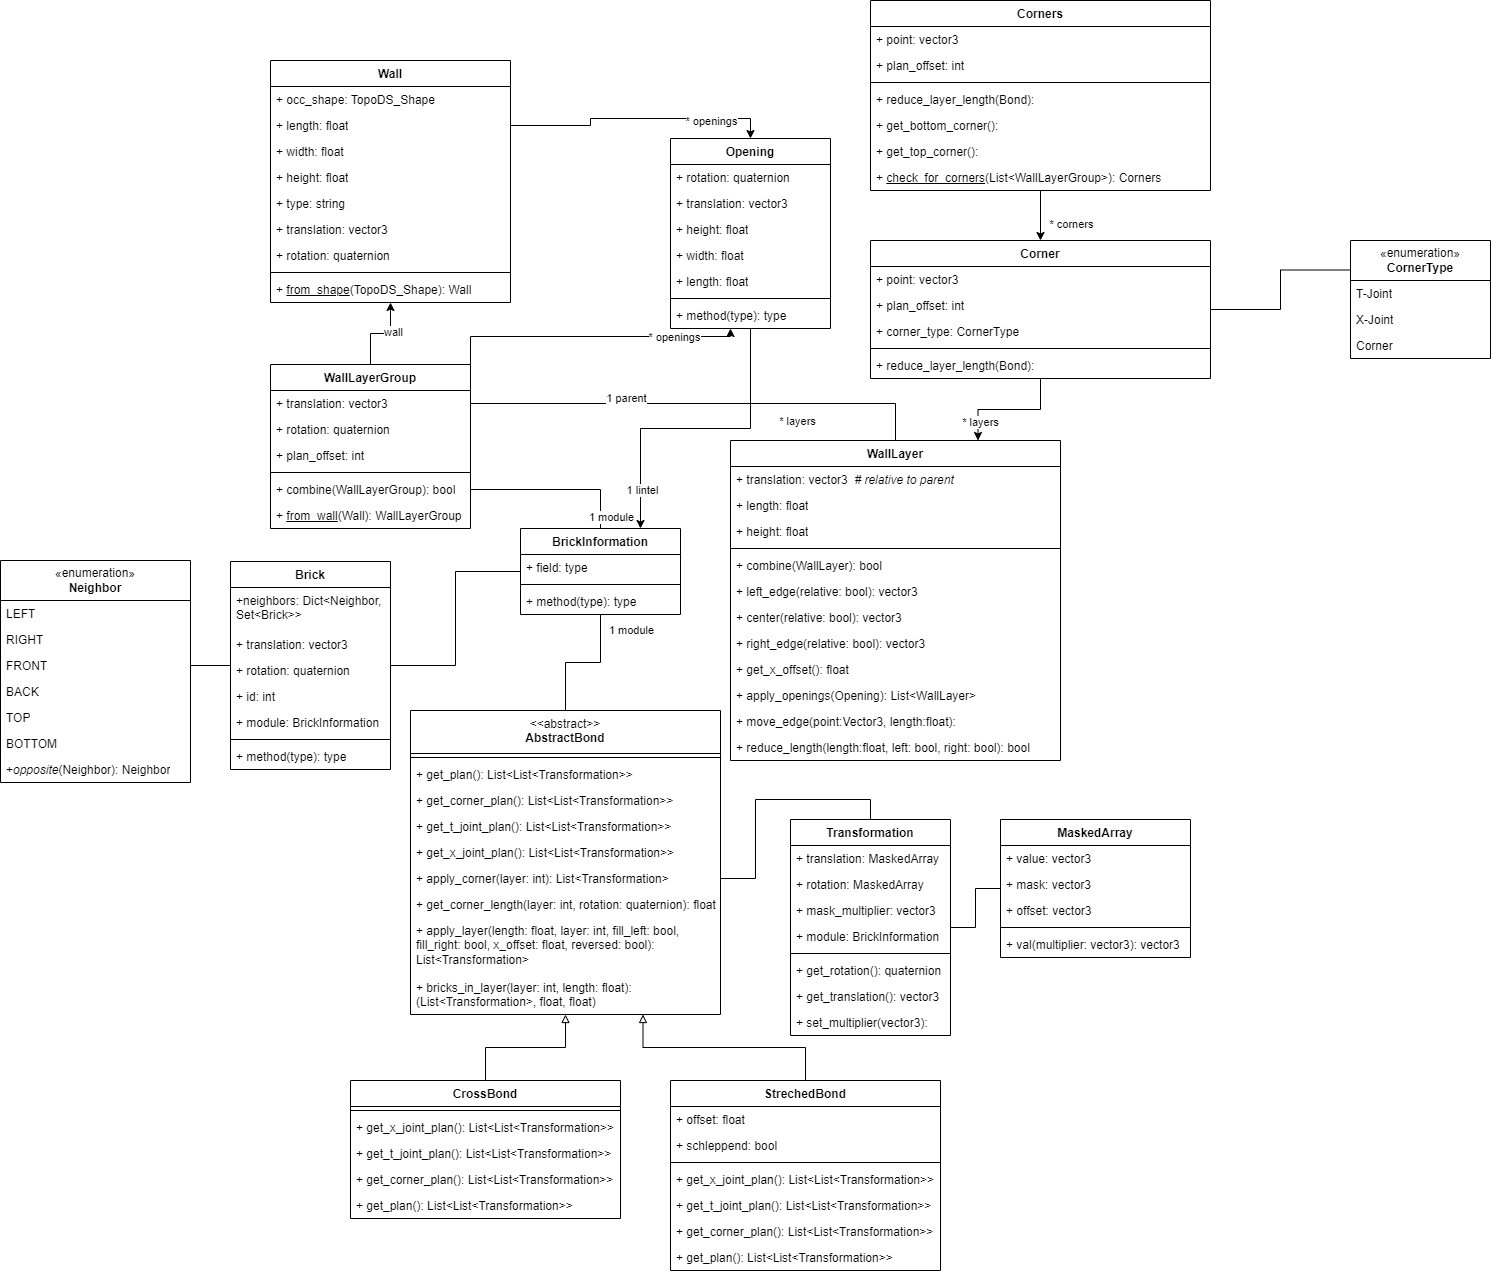 Corners
+ point: vector3
+ plan_offset: int
+ reduce_layer_length(Bond):
+ get_bottom_corner():
+ get_top_corner():
+ check_for_corners(List<WallLayerGroup>): Corners
Wall
+ occ_shape: TopoDS_Shape
+ length: float
+ width: float
+ height: float
+ type: string
+ translation: vector3
+ rotation: quaternion
+ from_shape(TopoDS_Shape): Wall
* openings
Opening
+ rotation: quaternion
+ translation: vector3
+ height: float
+ width: float
+ length: float
+ method(type): type
* corners
Corner
+ point: vector3
+ plan_offset: int
+ corner_type: CornerType
+ reduce_layer_length(Bond):
«enumeration»
CornerType
T-Joint
X-Joint
Corner
wall
* openings
WallLayerGroup
+ translation: vector3
+ rotation: quaternion
+ plan_offset: int
+ combine(WallLayerGroup): bool
+ from_wall(Wall): WallLayerGroup
1 parent
* layers
* layers
WallLayer
+ translation: vector3  # relative to parent
+ length: float
+ height: float
+ combine(WallLayer): bool
+ left_edge(relative: bool): vector3
+ center(relative: bool): vector3
+ right_edge(relative: bool): vector3
+ get_x_offset(): float
+ apply_openings(Opening): List<WallLayer>
+ move_edge(point:Vector3, length:float):
+ reduce_length(length:float, left: bool, right: bool): bool
1 lintel
1 module
BrickInformation
+ field: type
+ method(type): type
1 module
«enumeration»
Neighbor
LEFT
RIGHT
FRONT
BACK
TOP
BOTTOM
+opposite(Neighbor): Neighbor
Brick
+neighbors: Dict<Neighbor,
Set<Brick>>
+ translation: vector3
+ rotation: quaternion
+ id: int
+ module: BrickInformation
+ method(type): type
<<abstract>>
AbstractBond
+ get_plan(): List<List<Transformation>>
+ get_corner_plan(): List<List<Transformation>>
+ get_t_joint_plan(): List<List<Transformation>>
+ get_x_joint_plan(): List<List<Transformation>>
+ apply_corner(layer: int): List<Transformation>
+ get_corner_length(layer: int, rotation: quaternion): float
+ apply_layer(length: float, layer: int, fill_left: bool,
fill_right: bool, x_offset: float, reversed: bool):
List<Transformation>
+ bricks_in_layer(layer: int, length: float):
(List<Transformation>, float, float)
Transformation
+ translation: MaskedArray
+ rotation: MaskedArray
+ mask_multiplier: vector3
+ module: BrickInformation
+ get_rotation(): quaternion
+ get_translation(): vector3
+ set_multiplier(vector3):
MaskedArray
+ value: vector3
+ mask: vector3
+ offset: vector3
+ val(multiplier: vector3): vector3
CrossBond
+ get_x_joint_plan(): List<List<Transformation>>
+ get_t_joint_plan(): List<List<Transformation>>
+ get_corner_plan(): List<List<Transformation>>
+ get_plan(): List<List<Transformation>>
StrechedBond
+ offset: float
+ schleppend: bool
+ get_x_joint_plan(): List<List<Transformation>>
+ get_t_joint_plan(): List<List<Transformation>>
+ get_corner_plan(): List<List<Transformation>>
+ get_plan(): List<List<Transformation>>